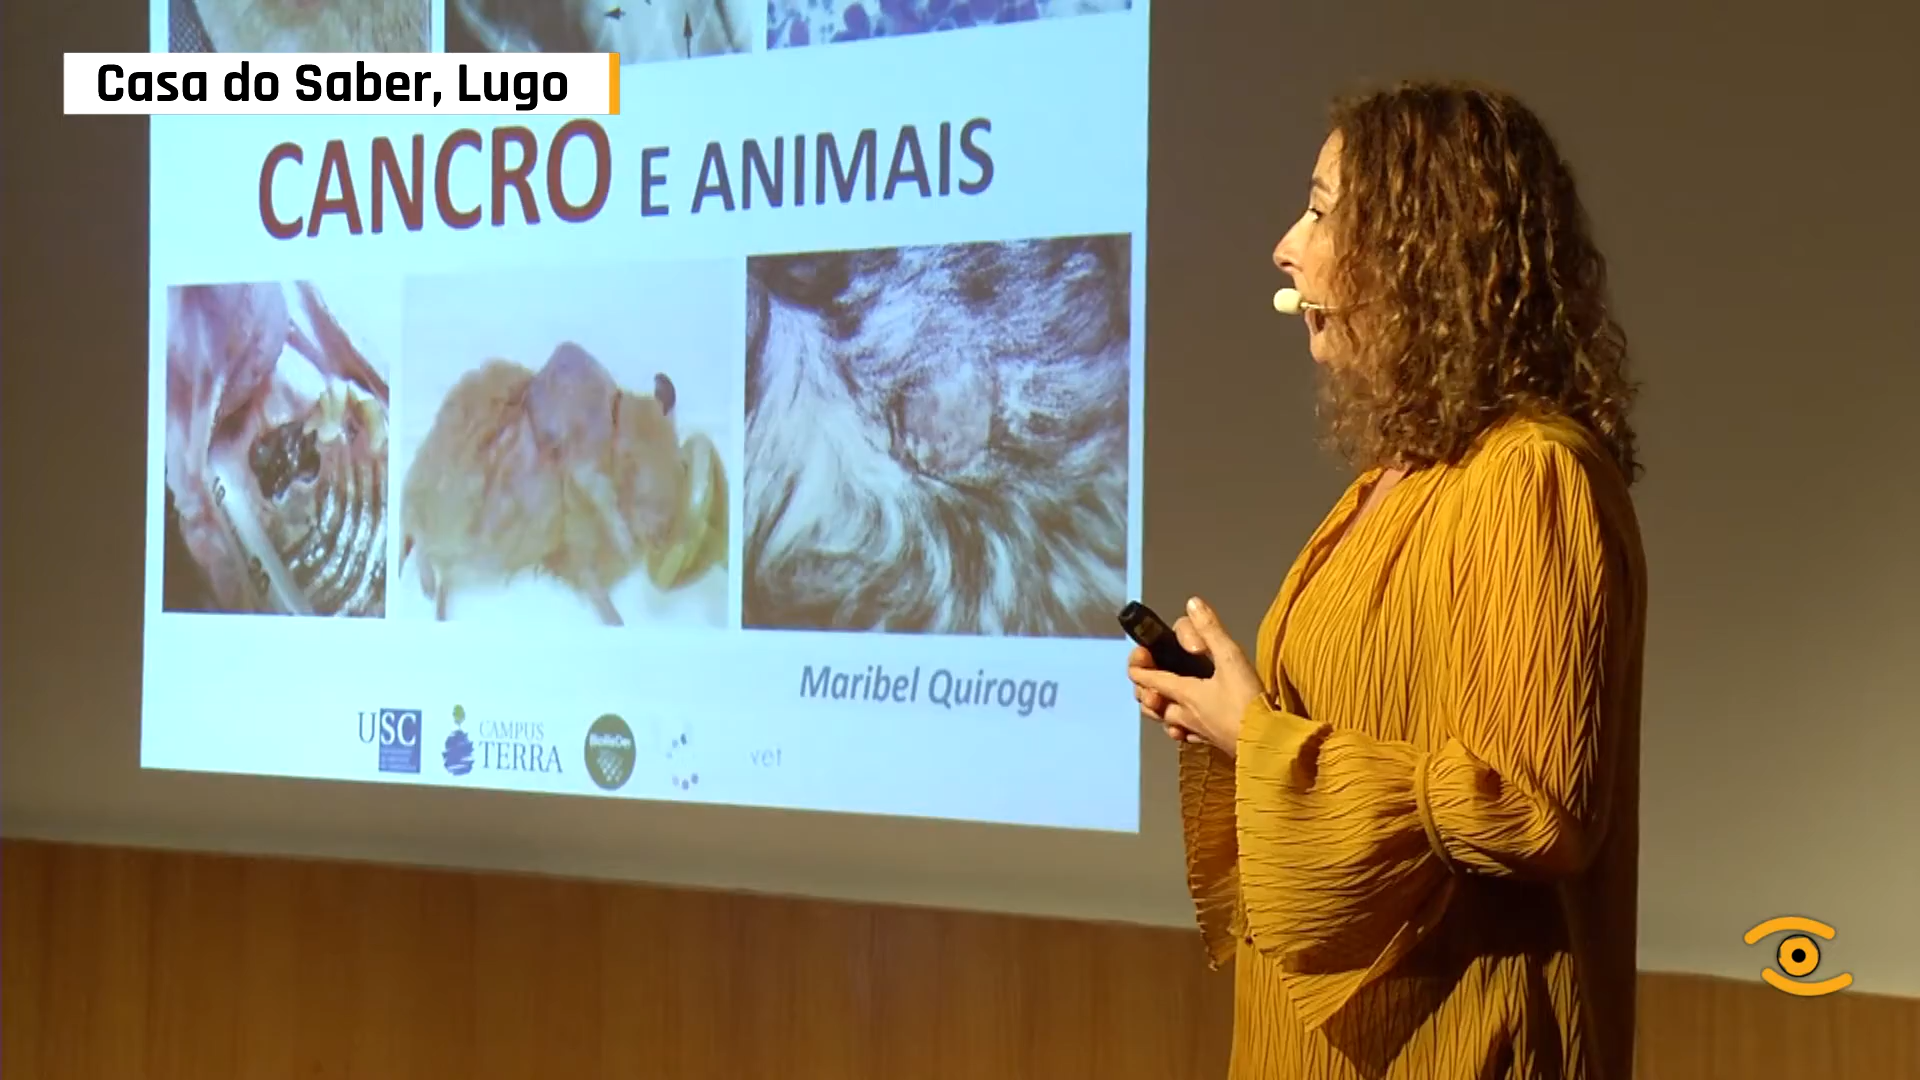 Casa do Saber, Lugo
CANCRO E ANIMAIS
Maribel Quiroga
USC
CAMPUS
TERRA
vet